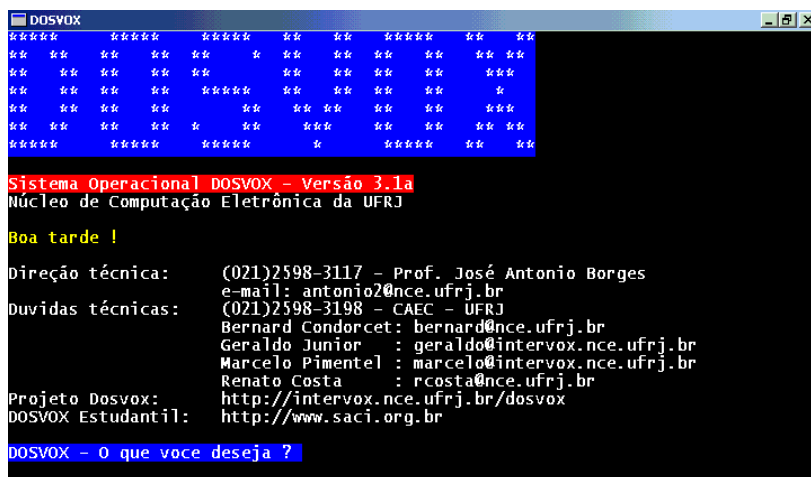 DOSVOX
DOSVOX
Sistema Operacional DOSVOX - Versão 3.1a
Núcleo de Computação Eletrônica da UFRJ
Boa tarde !
Direção técnica: (021)2598-3117 - Prof. José Antonio Borges
e-mail: antonio2@nce.ufrj.br
Duvidas técnicas: (021)2598-3198 - CAEC - UFRJ
Bernard Condorcet: bernard@nce.ufrj.br
Geraldo Junior : geraldo@intervox.nce.ufrj.br
Marcelo Pimentel : marcelo@intervox.nce.ufrj.br
Renato Costa : rcosta@nce.ufrj.br
Projeto Dosvox: http://intervox.nce.ufrj.br/dosvox
DOSVOX Estudantil: http://www.saci.org.br
DOSVOX - O que voce deseja ?